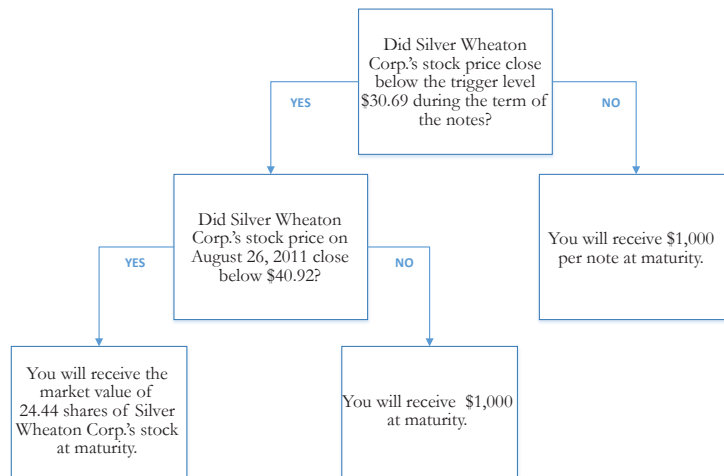 Did Silver Wheaton
Corp.'s stock price close
below the trigger level
$30.69 during the term of
the notes?
YES
NO
Did Silver Wheaton
Corp.'s stock price on
August 26, 2011 close
below $40.92?
You will receive $1,000
per note at maturity.
YES
NO
You will receive the
market value of
24.44 shares of Silver
Wheaton Corp.'s stock
at maturity.
You will receive $1,000
at maturity.